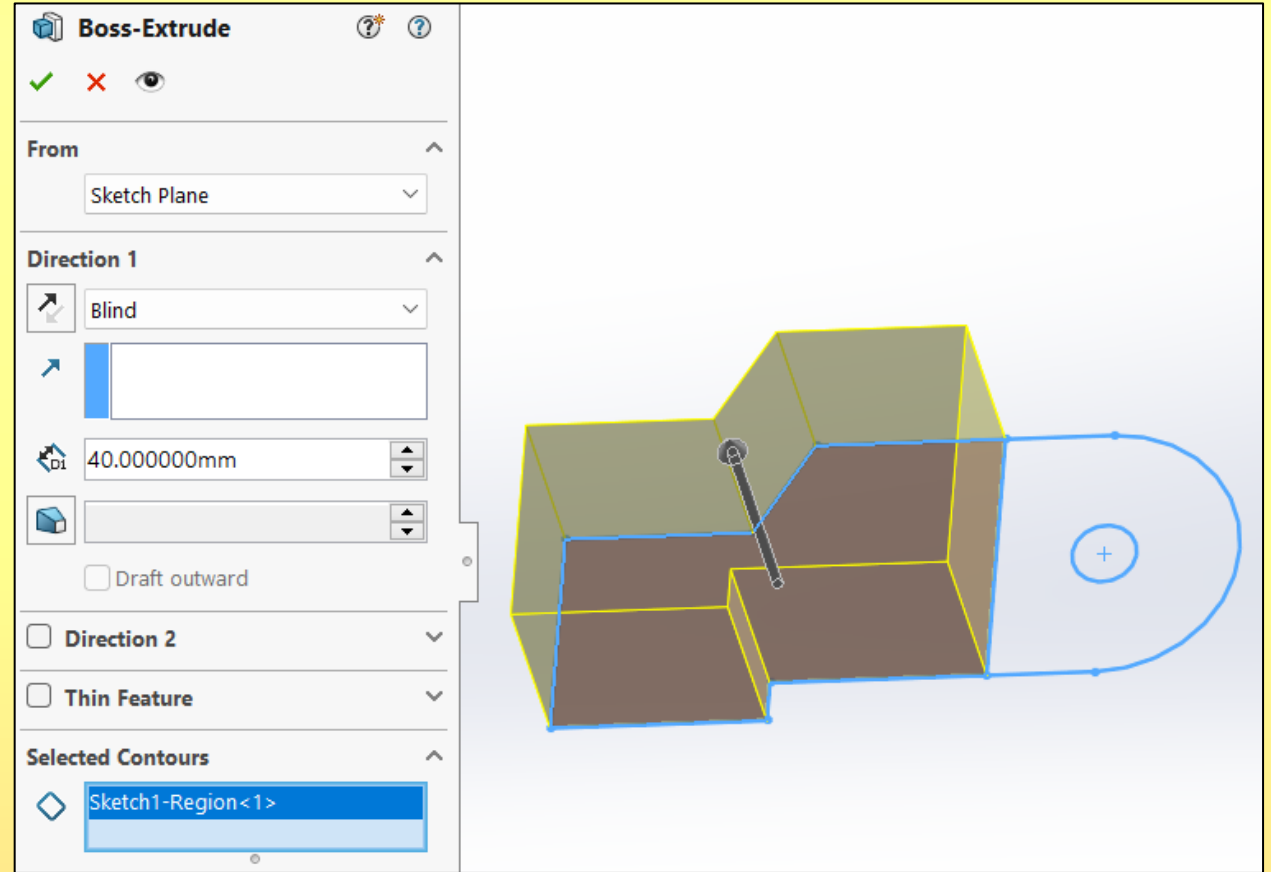 Boss-Extrude
From
Sketch Plane
Direction 1
Blind
D1
40.000000mm
Draft outward
Direction 2
Thin Feature
Selected Contours
Sketch1-Region<1>